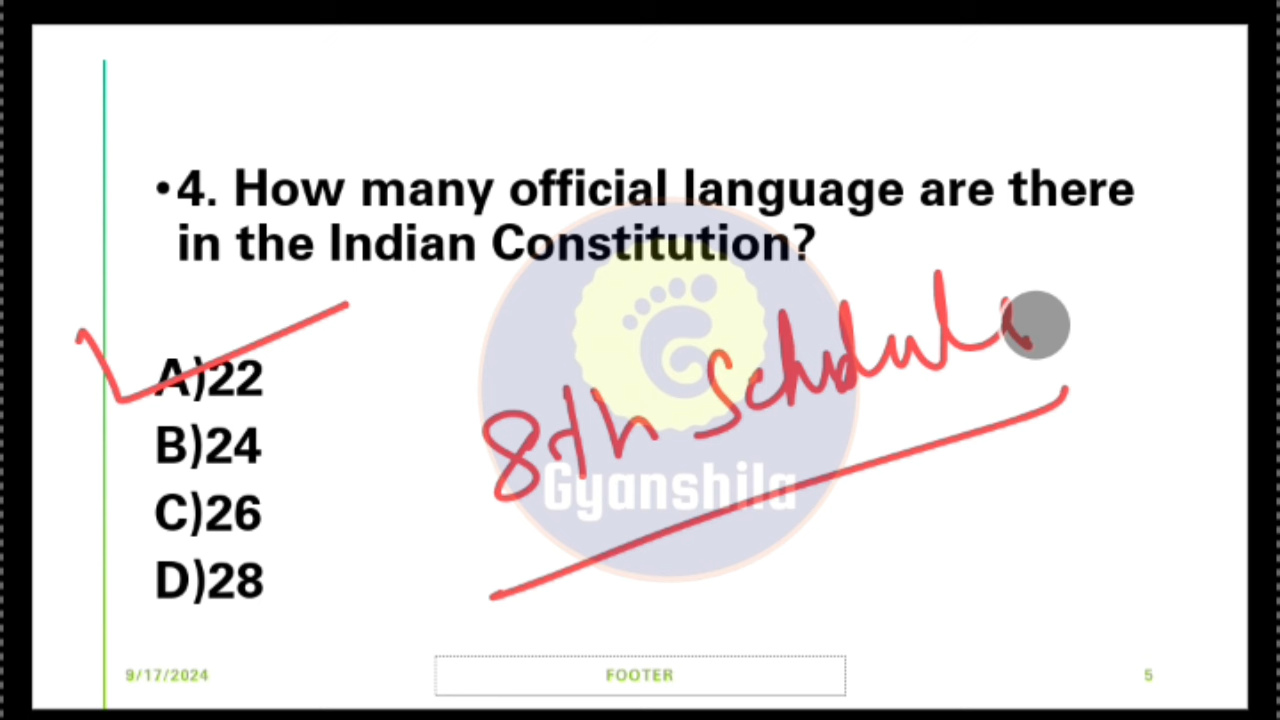 •4. How many official language are there
in the Indian Constitution?
A)22
B)24
C)26
D)28
8th Schdule
Gyanshila
9/17/2024 FOOTER 5